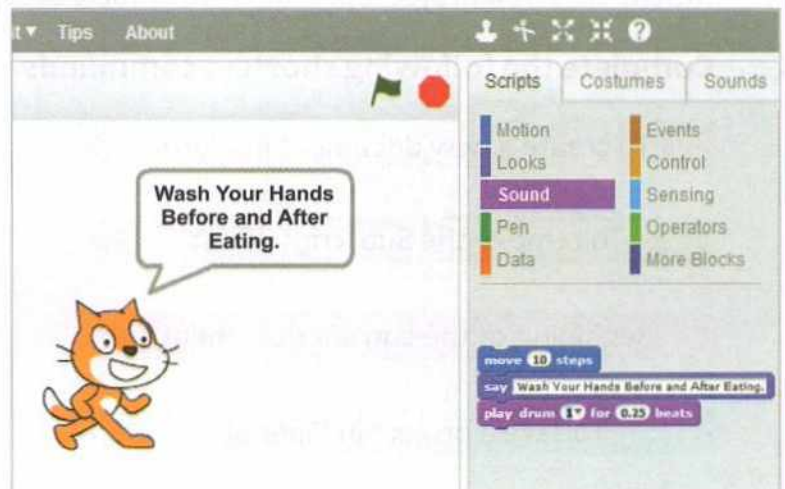 Tips About
Scripts Costumes Sounds
Motion Events
Looks Control
Sound Sensing
Pen Operators
Data More Blocks
Wash Your Hands
Before and After
Eating.
move 10 steps
say Wash Your Hands Before and After Eating.
play drum 1 for 0.25 beats